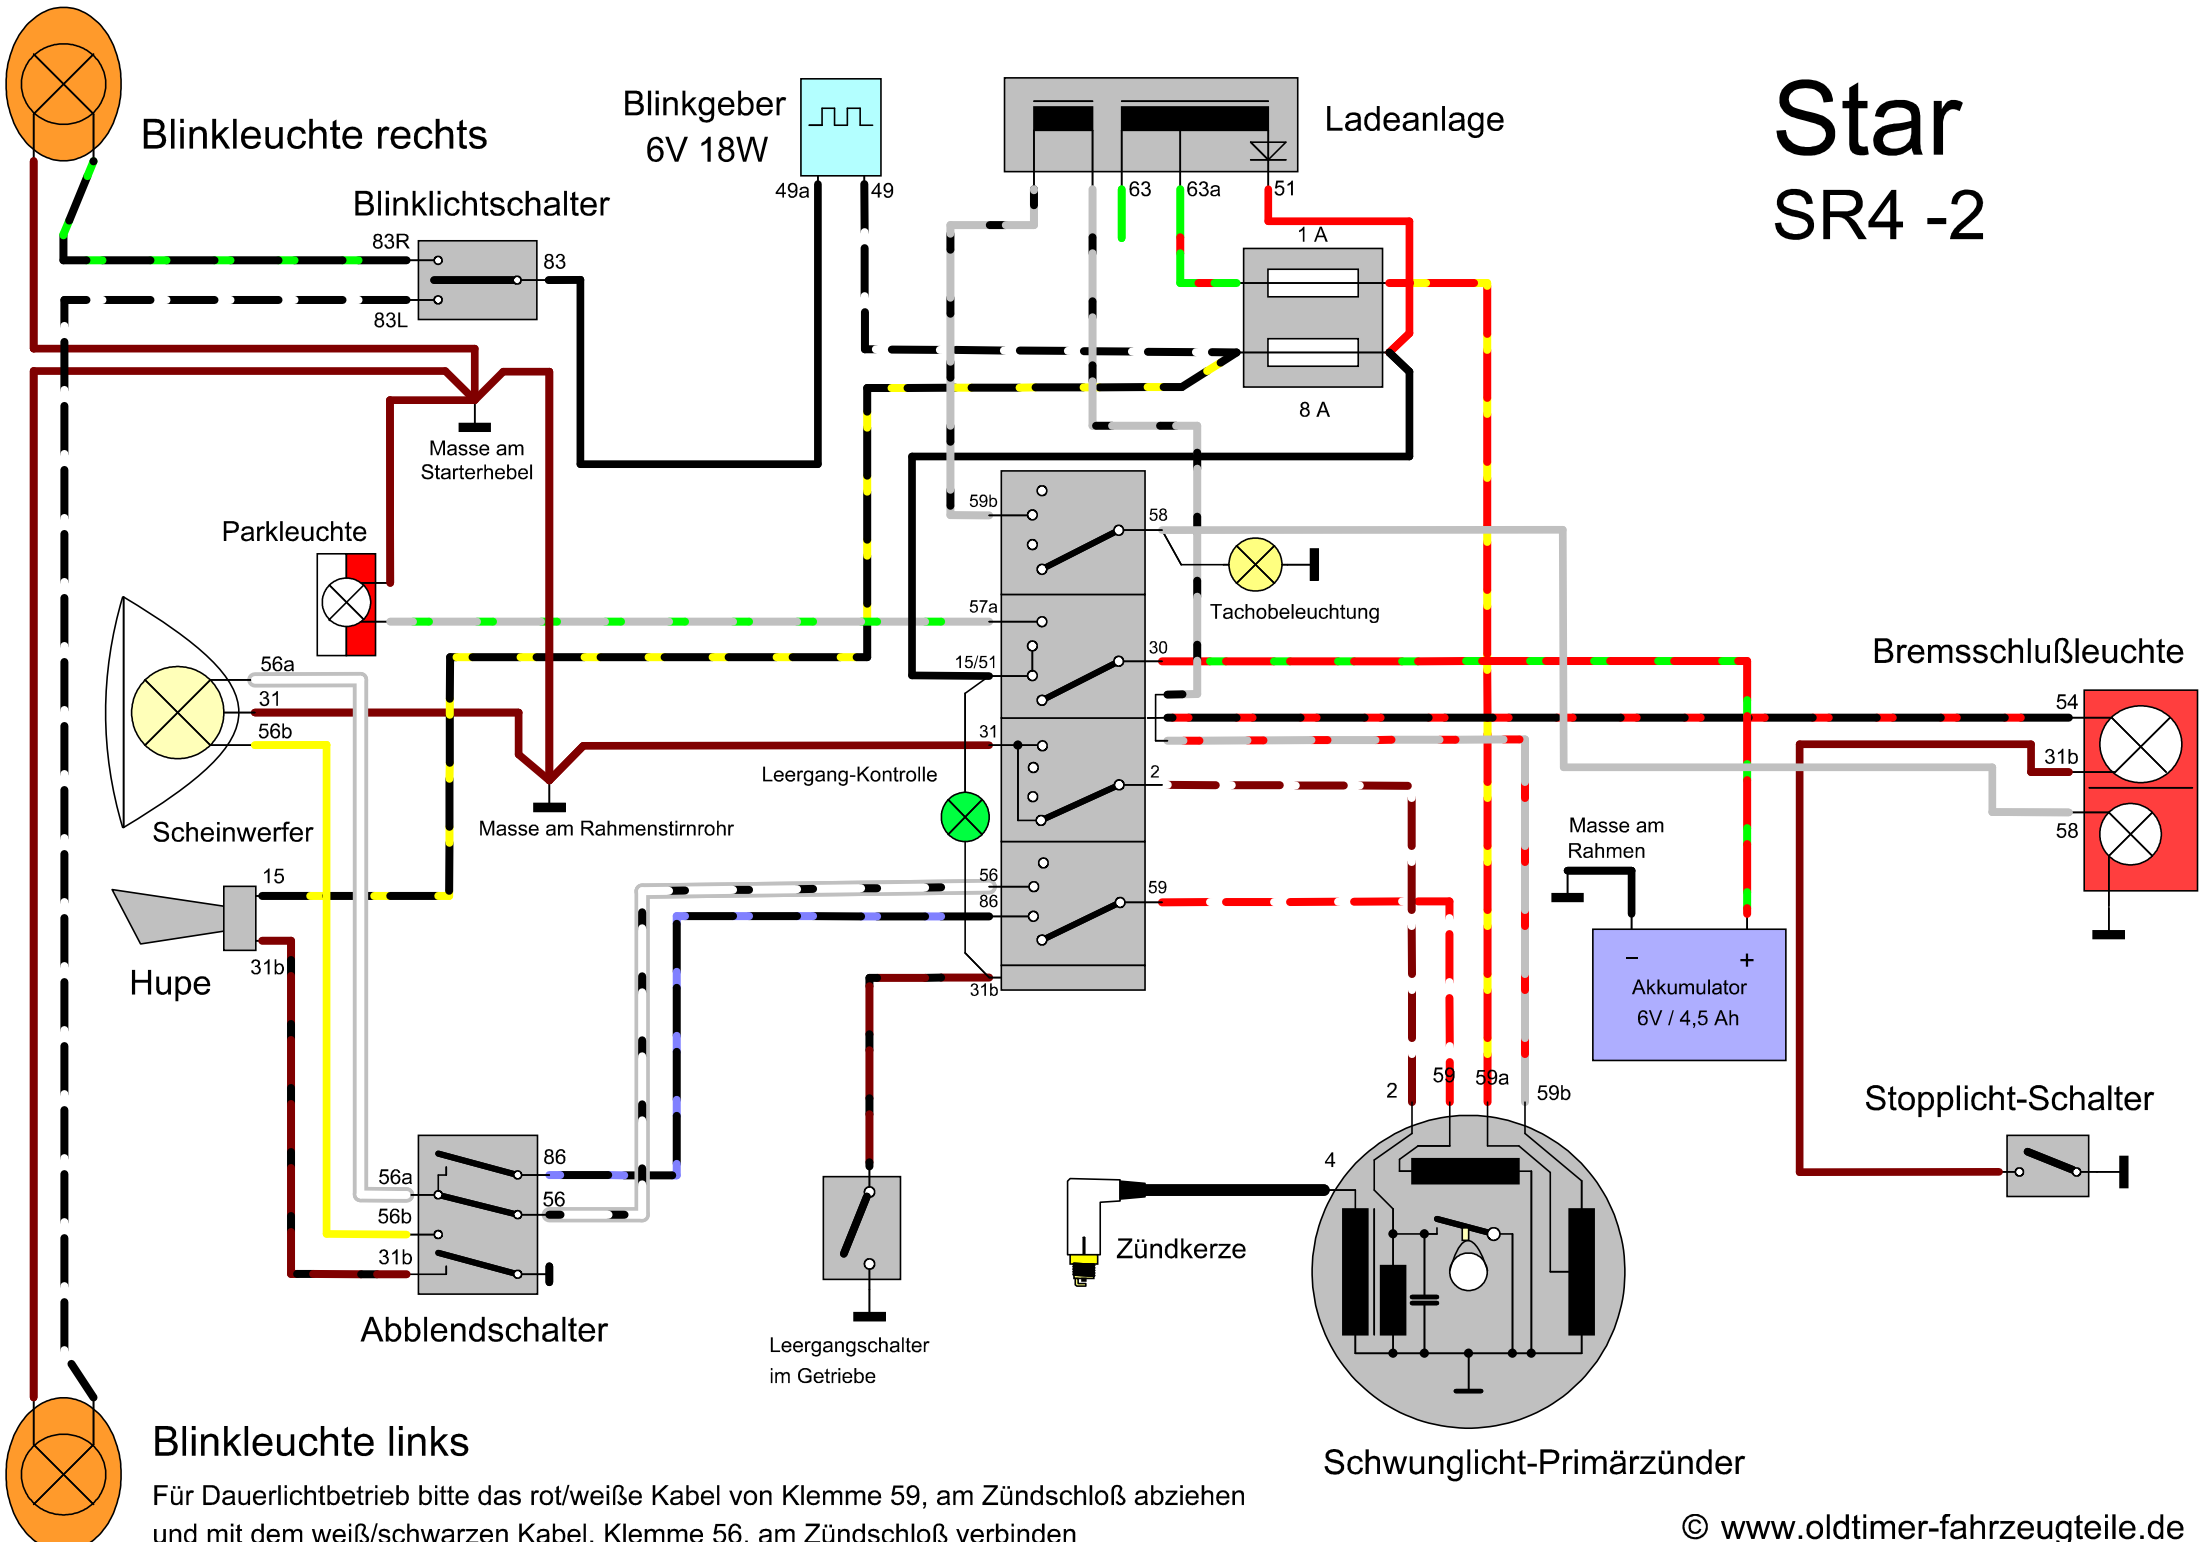 Star
SR4 -2
Blinkleuchte rechts
Blinkgeber
6V 18W
49a
49
Ladeanlage
63
63a
51
1 A
8 A
Blinklichtschalter
83R
83
83L
Masse am
Starterhebel
Parkleuchte
59b
58
Tachobeleuchtung
57a
30
15/51
31
2
Leergang-Kontrolle
56
86
59
31b
56a
31
56b
Scheinwerfer
Masse am Rahmenstirnrohr
15
31b
Hupe
Bremsschlußleuchte
54
31b
58
Masse am
Rahmen
−
+
Akkumulator
6V / 4,5 Ah
Stopplicht-Schalter
86
56a
56
56b
31b
Abblendschalter
Leergangschalter
im Getriebe
2
59
59a
59b
4
Zündkerze
Schwunglicht-Primärzünder
Blinkleuchte links
Für Dauerlichtbetrieb bitte das rot/weiße Kabel von Klemme 59, am Zündschloß abziehen
und mit dem weiß/schwarzen Kabel, Klemme 56, am Zündschloß verbinden
© www.oldtimer-fahrzeugteile.de